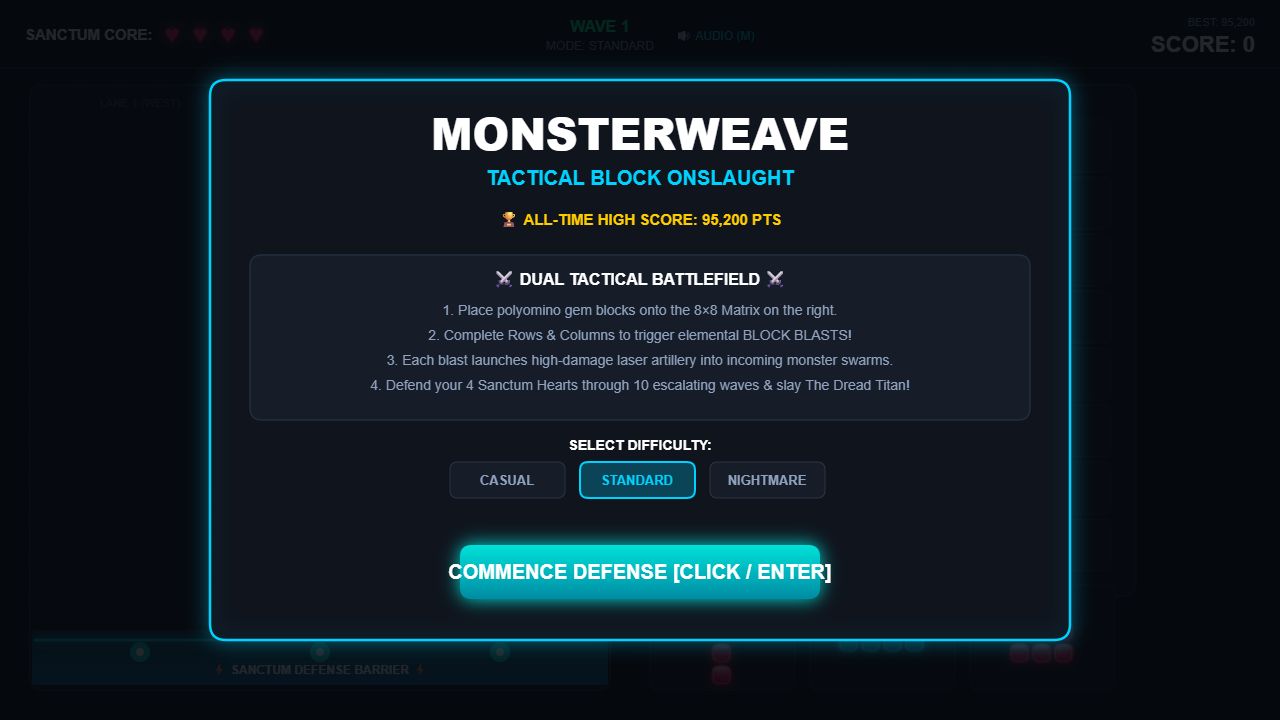 SANCTUM CORE:
WAVE 1
MODE: STANDARD
AUDIO (M)
BEST: 95,200
SCORE: 0
LANE 1 (WEST)
MONSTERWEAVE
TACTICAL BLOCK ONSLAUGHT
ALL-TIME HIGH SCORE: 95,200 PTS
DUAL TACTICAL BATTLEFIELD
1. Place polyomino gem blocks onto the 8×8 Matrix on the right.
2. Complete Rows & Columns to trigger elemental BLOCK BLASTS!
3. Each blast launches high-damage laser artillery into incoming monster swarms.
4. Defend your 4 Sanctum Hearts through 10 escalating waves & slay The Dread Titan!
SELECT DIFFICULTY:
CASUAL
STANDARD
NIGHTMARE
COMMENCE DEFENSE [CLICK / ENTER]
SANCTUM DEFENSE BARRIER